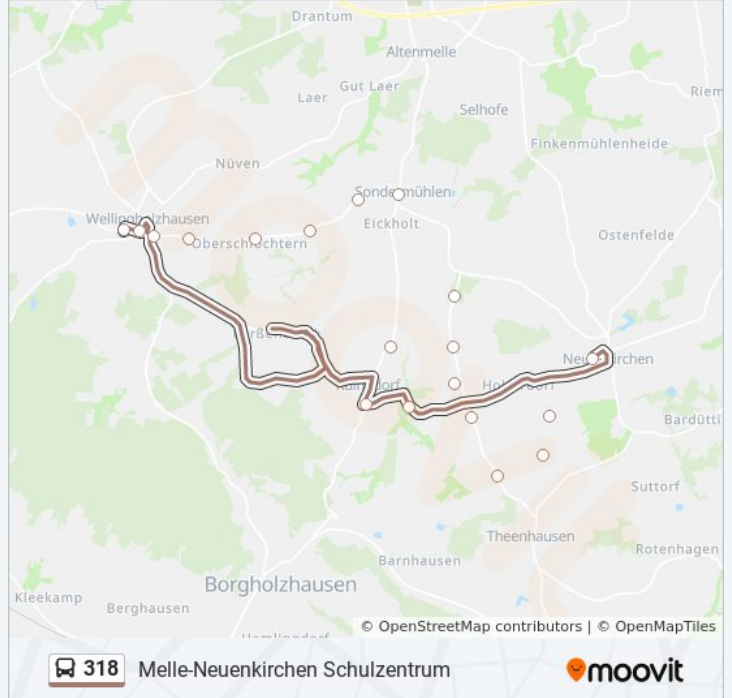 Drantum
Altenmelle
Gut Laer
Laer
Riem
Selhofe
Finkenmühlenheide
Nüven
Sondermühlen
Wellingholzhausen
Eickholt
Oberschlochtern
Ostenfelde
Neuenkirchen
Bardütti
Suttorf
Theenhausen
Rotenhagen
Barnhausen
Borgholzhausen
Kleekamp
Berghausen
© OpenStreetMap contributors | © OpenMapTiles
318 Melle-Neuenkirchen Schulzentrum
moovit